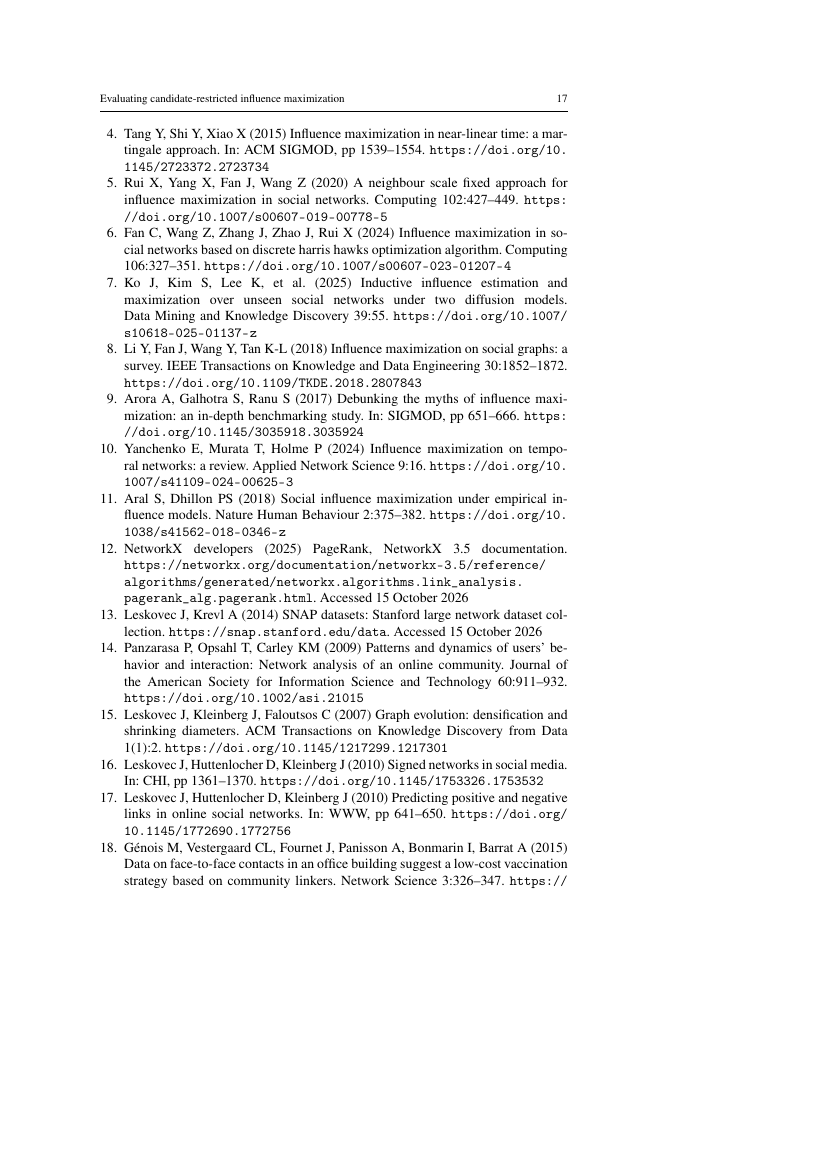 Evaluating candidate-restricted influence maximization 17
4. Tang Y, Shi Y, Xiao X (2015) Influence maximization in near-linear time: a mar-
tingale approach. In: ACM SIGMOD, pp 1539–1554. https://doi.org/10.
1145/2723372.2723734
5. Rui X, Yang X, Fan J, Wang Z (2020) A neighbour scale fixed approach for
influence maximization in social networks. Computing 102:427–449. https:
//doi.org/10.1007/s00607-019-00778-5
6. Fan C, Wang Z, Zhang J, Zhao J, Rui X (2024) Influence maximization in so-
cial networks based on discrete harris hawks optimization algorithm. Computing
106:327–351. https://doi.org/10.1007/s00607-023-01207-4
7. Ko J, Kim S, Lee K, et al. (2025) Inductive influence estimation and
maximization over unseen social networks under two diffusion models.
Data Mining and Knowledge Discovery 39:55. https://doi.org/10.1007/
s10618-025-01137-z
8. Li Y, Fan J, Wang Y, Tan K-L (2018) Influence maximization on social graphs: a
survey. IEEE Transactions on Knowledge and Data Engineering 30:1852–1872.
https://doi.org/10.1109/TKDE.2018.2807843
9. Arora A, Galhotra S, Ranu S (2017) Debunking the myths of influence maxi-
mization: an in-depth benchmarking study. In: SIGMOD, pp 651–666. https:
//doi.org/10.1145/3035918.3035924
10. Yanchenko E, Murata T, Holme P (2024) Influence maximization on tempo-
ral networks: a review. Applied Network Science 9:16. https://doi.org/10.
1007/s41109-024-00625-3
11. Aral S, Dhillon PS (2018) Social influence maximization under empirical in-
fluence models. Nature Human Behaviour 2:375–382. https://doi.org/10.
1038/s41562-018-0346-z
12. NetworkX developers (2025) PageRank, NetworkX 3.5 documentation.
https://networkx.org/documentation/networkx-3.5/reference/
algorithms/generated/networkx.algorithms.link_analysis.
pagerank_alg.pagerank.html. Accessed 15 October 2026
13. Leskovec J, Krevl A (2014) SNAP datasets: Stanford large network dataset col-
lection. https://snap.stanford.edu/data. Accessed 15 October 2026
14. Panzarasa P, Opsahl T, Carley KM (2009) Patterns and dynamics of users’ be-
havior and interaction: Network analysis of an online community. Journal of
the American Society for Information Science and Technology 60:911–932.
https://doi.org/10.1002/asi.21015
15. Leskovec J, Kleinberg J, Faloutsos C (2007) Graph evolution: densification and
shrinking diameters. ACM Transactions on Knowledge Discovery from Data
1(1):2. https://doi.org/10.1145/1217299.1217301
16. Leskovec J, Huttenlocher D, Kleinberg J (2010) Signed networks in social media.
In: CHI, pp 1361–1370. https://doi.org/10.1145/1753326.1753532
17. Leskovec J, Huttenlocher D, Kleinberg J (2010) Predicting positive and negative
links in online social networks. In: WWW, pp 641–650. https://doi.org/
10.1145/1772690.1772756
18. Génois M, Vestergaard CL, Fournet J, Panisson A, Bonmarin I, Barrat A (2015)
Data on face-to-face contacts in an office building suggest a low-cost vaccination
strategy based on community linkers. Network Science 3:326–347. https://